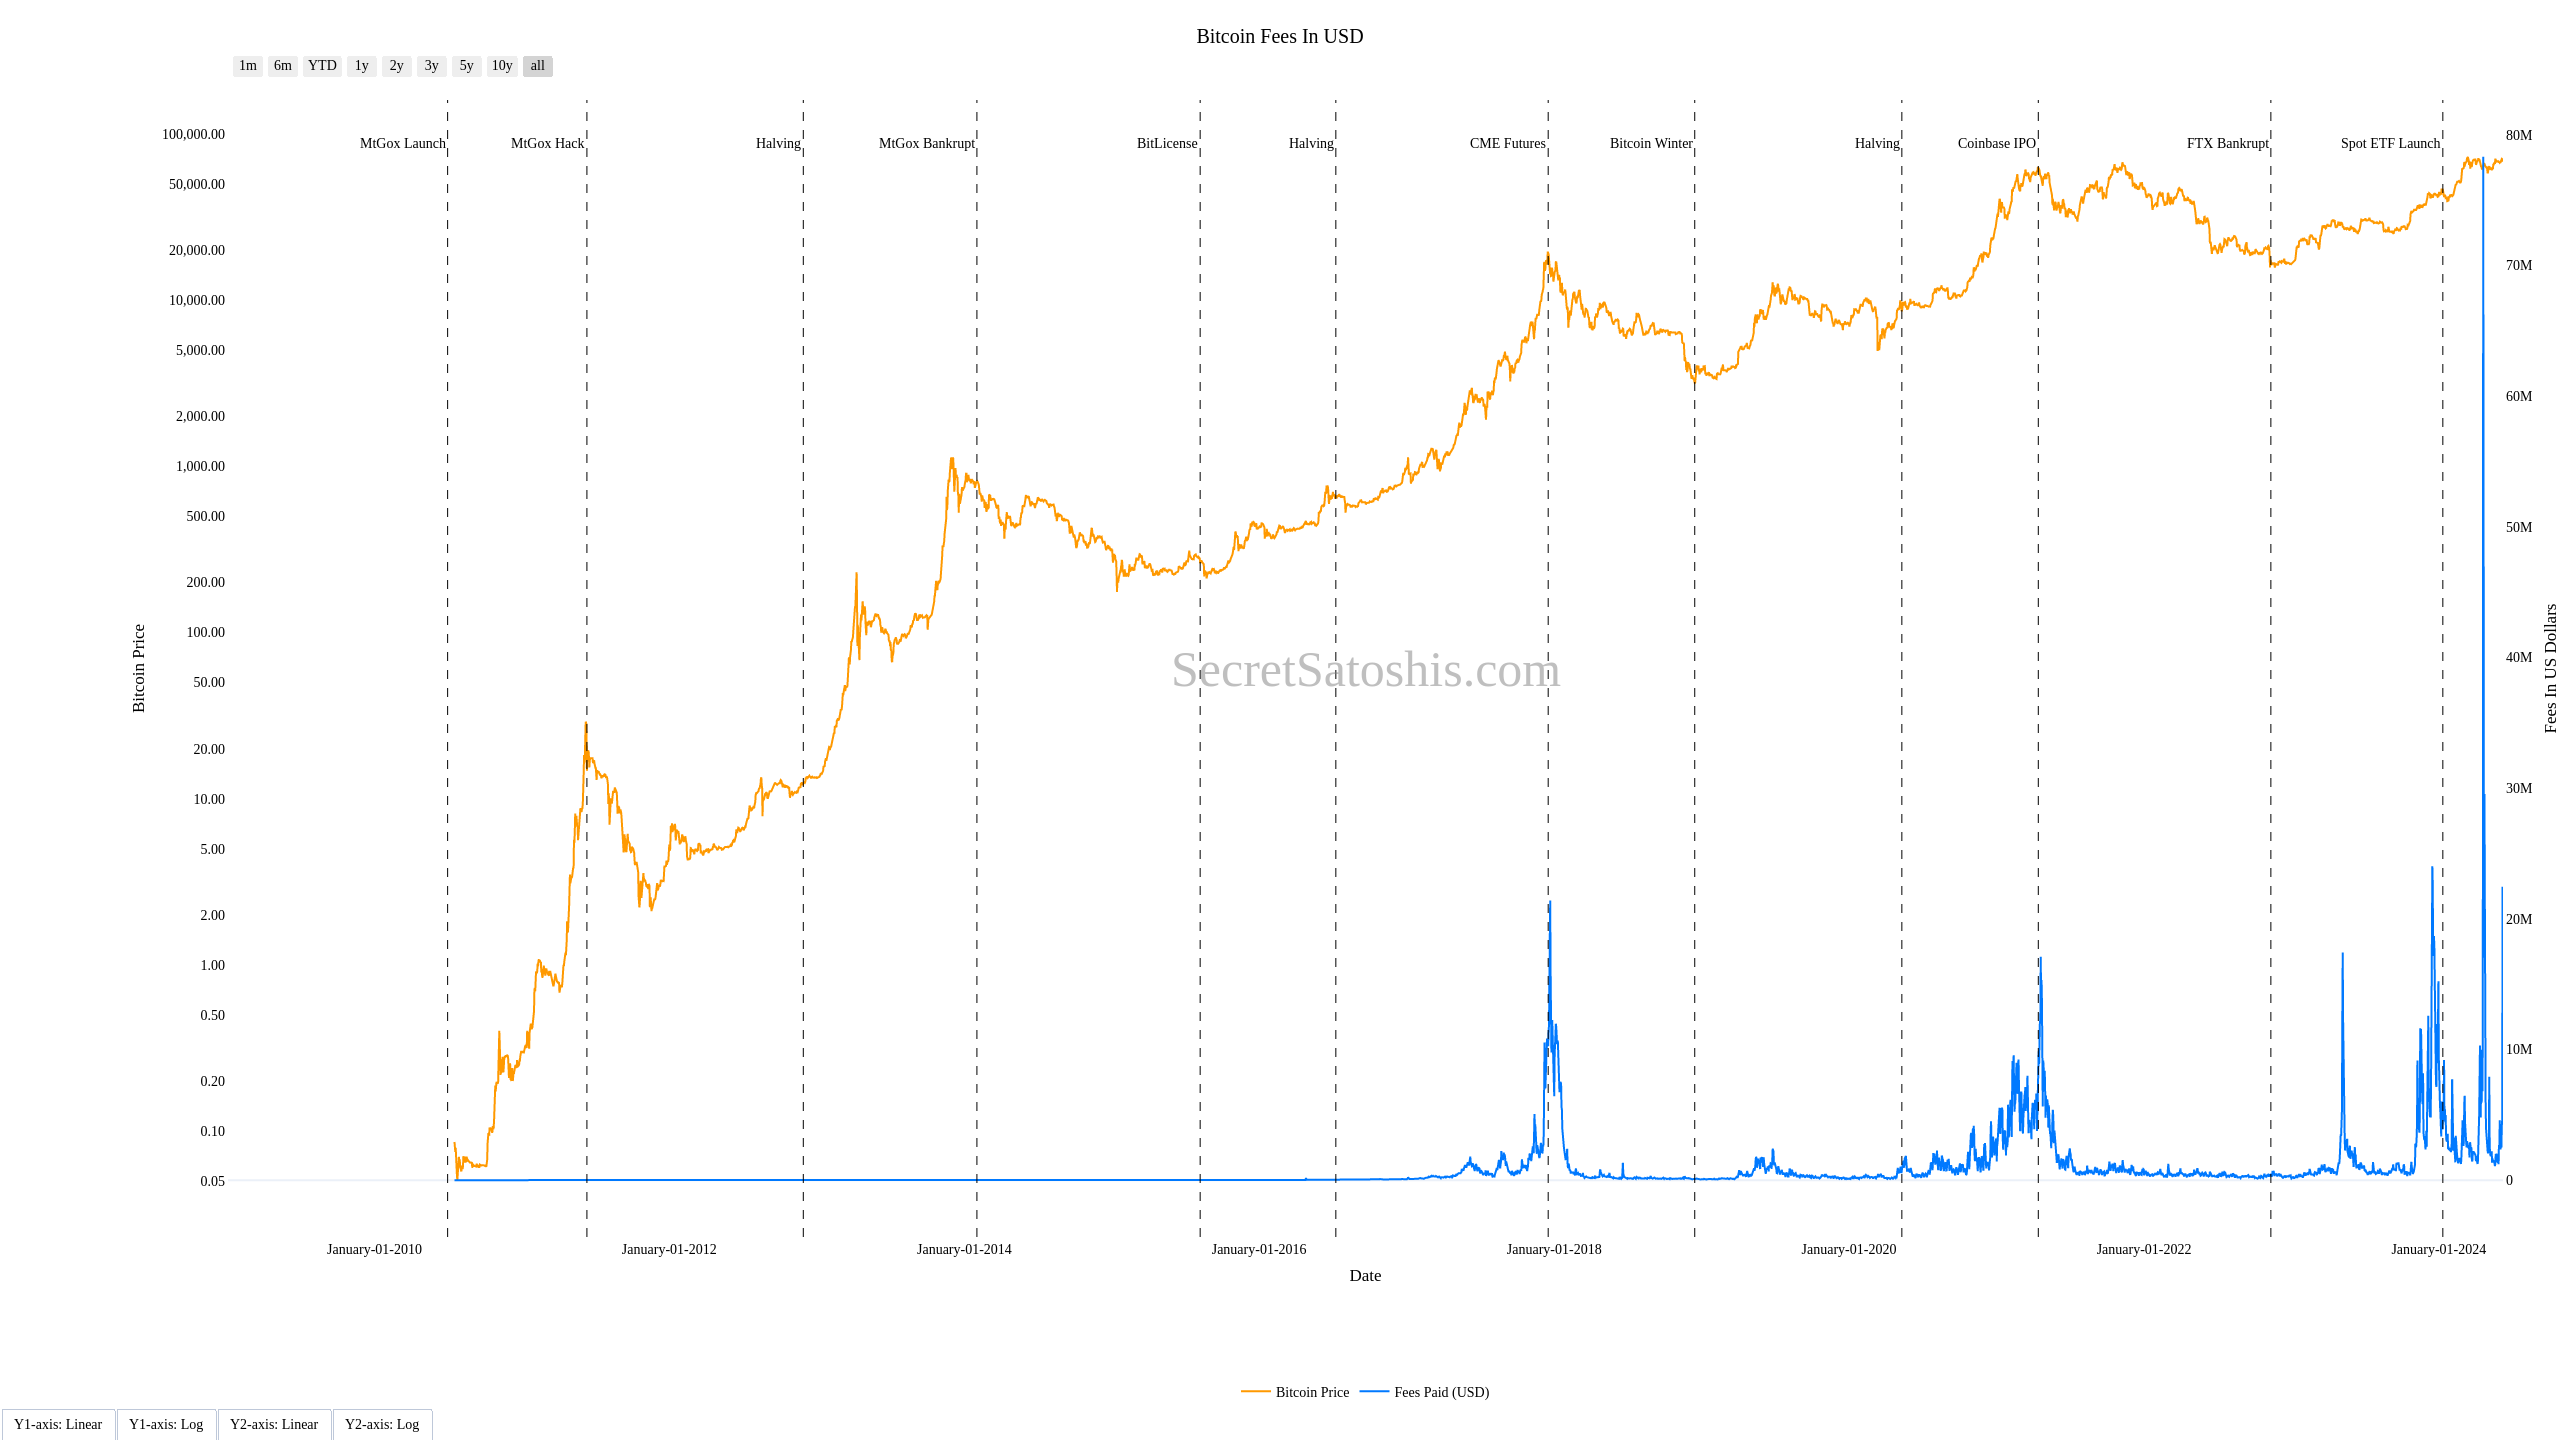 Bitcoin Fees In USD
1m 6m YTD 1y 2y 3y 5y 10y all
MtGox Launch MtGox Hack Halving MtGox Bankrupt BitLicense Halving CME Futures Bitcoin Winter Halving Coinbase IPO FTX Bankrupt Spot ETF Launch
100,000.00
50,000.00
20,000.00
10,000.00
5,000.00
2,000.00
1,000.00
500.00
200.00
100.00
50.00
20.00
10.00
5.00
2.00
1.00
0.50
0.20
0.10
0.05
Bitcoin Price
SecretSatoshis.com
80M
70M
60M
50M
40M
30M
20M
10M
0
Fees In US Dollars
January-01-2010 January-01-2012 January-01-2014 January-01-2016 January-01-2018 January-01-2020 January-01-2022 January-01-2024
Date
Bitcoin Price Fees Paid (USD)
Y1-axis: Linear Y1-axis: Log Y2-axis: Linear Y2-axis: Log